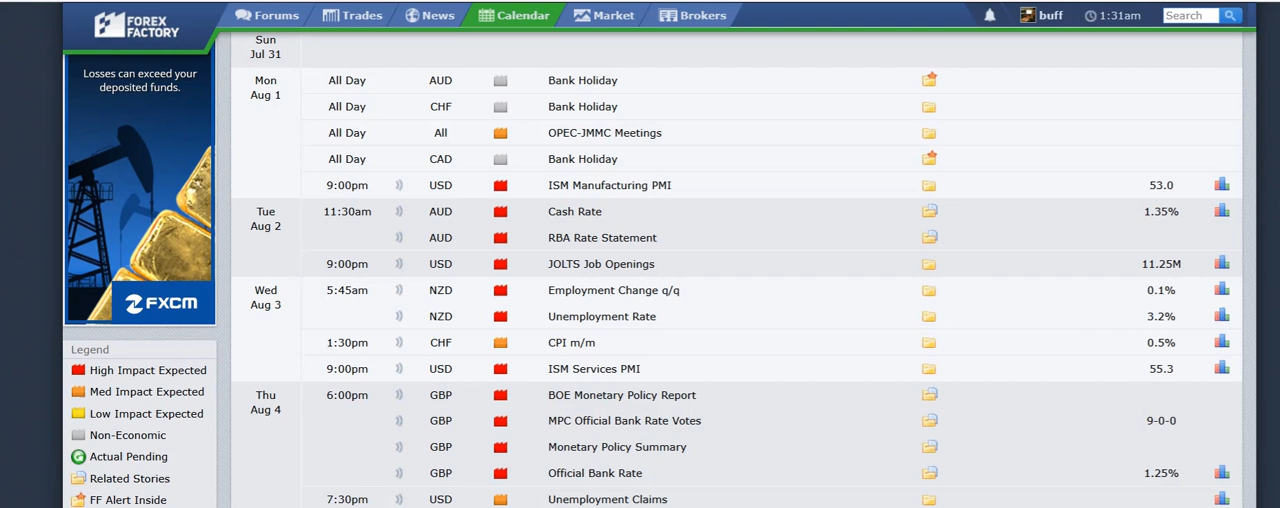 FOREX FACTORY
Forums Trades News Calendar Market Brokers buff 1:31am Search
Losses can exceed your
deposited funds.
FXCM
Legend
High Impact Expected
Med Impact Expected
Low Impact Expected
Non-Economic
Actual Pending
Related Stories
FF Alert Inside
Sun
Jul 31
Mon
Aug 1
All Day AUD Bank Holiday
All Day CHF Bank Holiday
All Day All OPEC-JMMC Meetings
All Day CAD Bank Holiday
9:00pm USD ISM Manufacturing PMI 53.0
Tue
Aug 2
11:30am AUD Cash Rate 1.35%
AUD RBA Rate Statement
9:00pm USD JOLTS Job Openings 11.25M
Wed
Aug 3
5:45am NZD Employment Change q/q 0.1%
NZD Unemployment Rate 3.2%
1:30pm CHF CPI m/m 0.5%
9:00pm USD ISM Services PMI 55.3
Thu
Aug 4
6:00pm GBP BOE Monetary Policy Report
GBP MPC Official Bank Rate Votes 9-0-0
GBP Monetary Policy Summary
GBP Official Bank Rate 1.25%
7:30pm USD Unemployment Claims